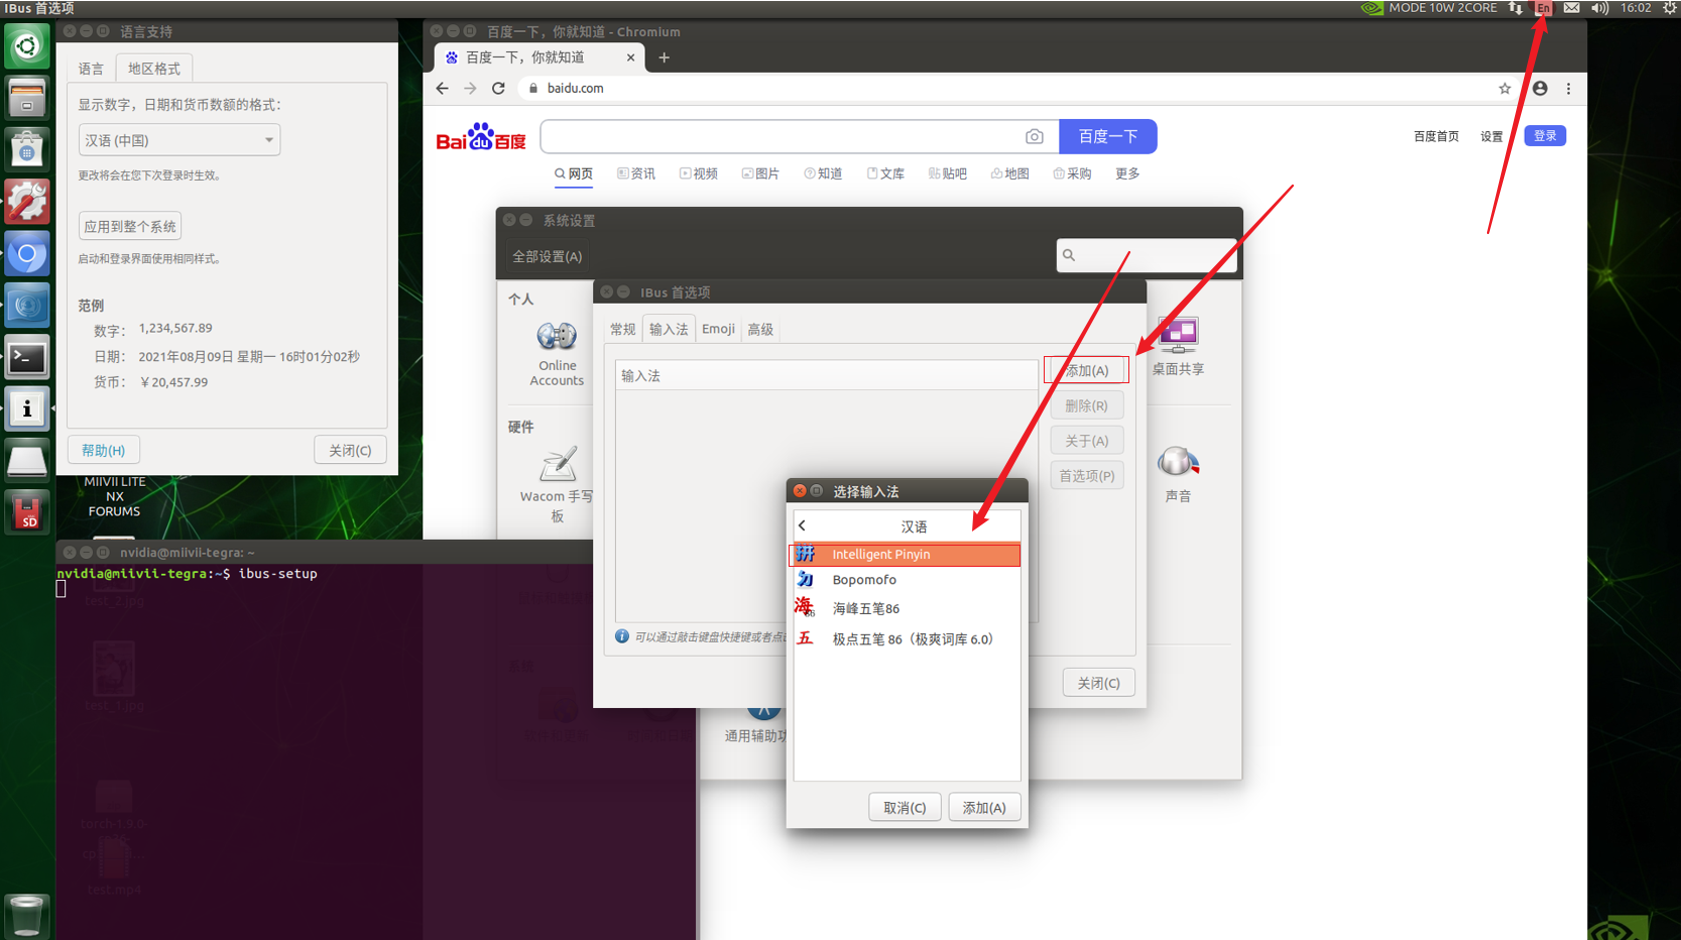 IBus 首选项
MODE 10W 2CORE
En
16:02
语言支持
语言
地区格式
显示数字，日期和货币数额的格式:
汉语 (中国)
更改将会在您下次登录时生效。
应用到整个系统
启动和登录界面使用相同样式。
范例
数字: 1,234,567.89
日期: 2021年08月09日 星期一 16时01分02秒
货币: ￥20,457.99
帮助(H)
关闭(C)
MIIVII LITE
NX
FORUMS
SD
百度一下，你就知道 - Chromium
百度一下，你就知道
baidu.com
Bai du 百度
百度一下
百度首页
设置
登录
网页
资讯
视频
图片
知道
文库
贴吧
地图
采购
更多
系统设置
全部设置(A)
个人
Online
Accounts
桌面共享
硬件
Wacom 手写
板
声音
通用辅助功
IBus 首选项
常规
输入法
Emoji
高级
输入法
添加(A)
删除(R)
关于(A)
首选项(P)
可以通过敲击键盘快捷键或者点击
关闭(C)
选择输入法
汉语
拼 Intelligent Pinyin
勹 Bopomofo
海 86 海峰五笔86
五 极点五笔 86（极爽词库 6.0）
取消(C)
添加(A)
nvidia@miivii-tegra: ~
nvidia@miivii-tegra:~$ ibus-setup
test_2.jpg
test_1.jpg
torch-1.9.0-
cp
test.mp4